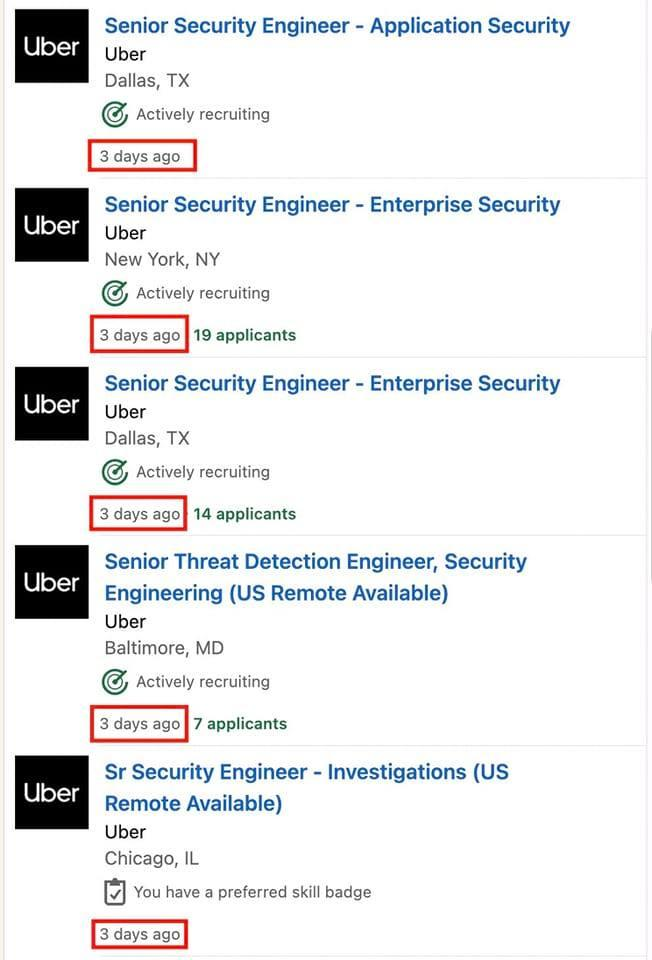 Uber
Senior Security Engineer - Application Security
Uber
Dallas, TX
Actively recruiting
3 days ago
Uber
Senior Security Engineer - Enterprise Security
Uber
New York, NY
Actively recruiting
3 days ago 19 applicants
Uber
Senior Security Engineer - Enterprise Security
Uber
Dallas, TX
Actively recruiting
3 days ago 14 applicants
Uber
Senior Threat Detection Engineer, Security
Engineering (US Remote Available)
Uber
Baltimore, MD
Actively recruiting
3 days ago 7 applicants
Uber
Sr Security Engineer - Investigations (US
Remote Available)
Uber
Chicago, IL
You have a preferred skill badge
3 days ago